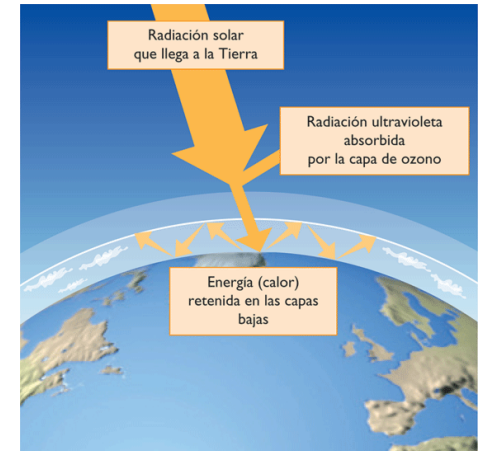 Radiación solar
que llega a la Tierra
Radiación ultravioleta
absorbida
por la capa de ozono
Energía (calor)
retenida en las capas
bajas